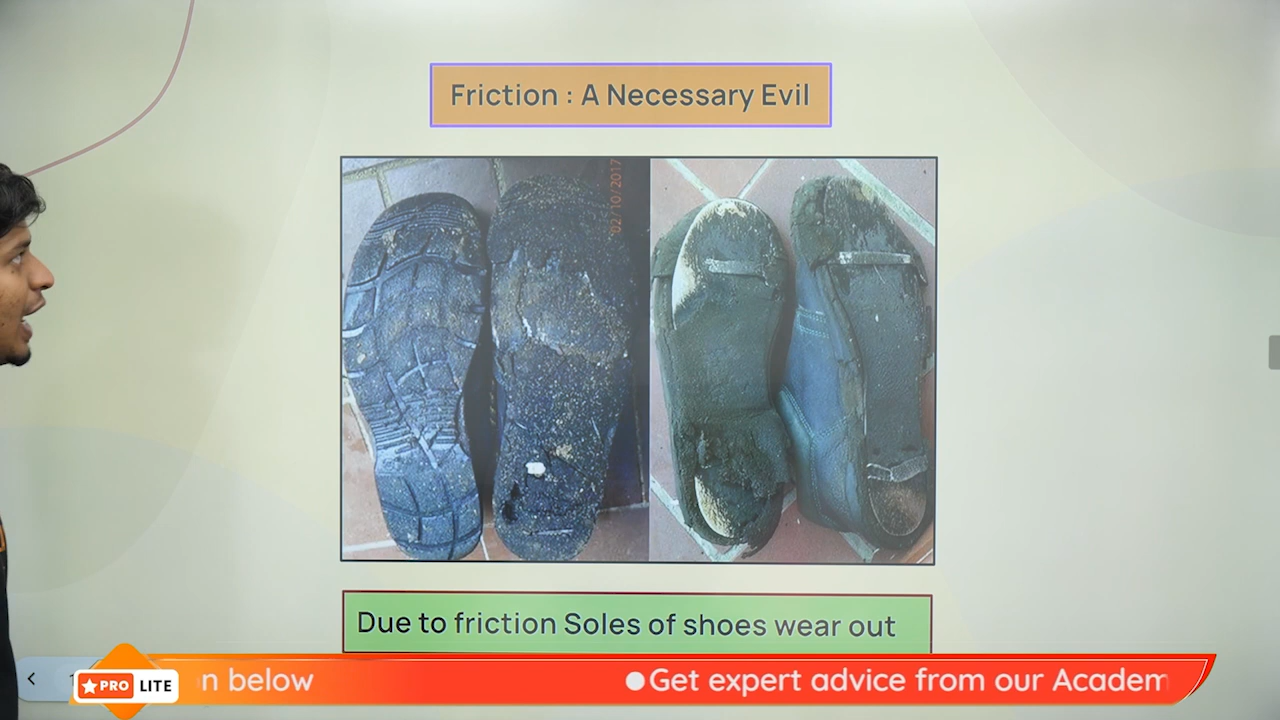 Friction : A Necessary Evil
02/10/2017
Due to friction Soles of shoes wear out
PRO LITE
n below
●Get expert advice from our Academ